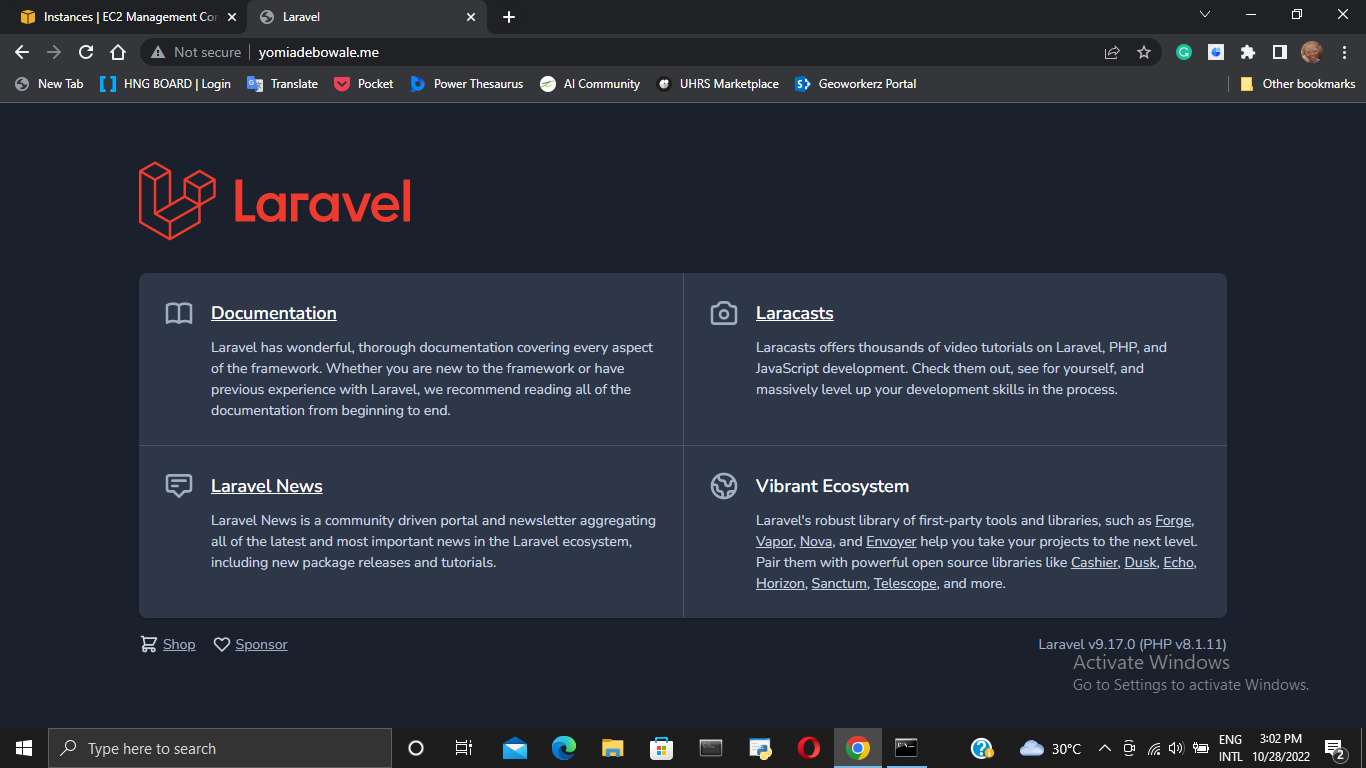 Instances | EC2 Management Con
Laravel
Not secure
yomiadebowale.me
New Tab
HNG BOARD | Login
Translate
Pocket
Power Thesaurus
AI Community
UHRS Marketplace
Geoworkerz Portal
Other bookmarks
Laravel
Documentation
Laravel has wonderful, thorough documentation covering every aspect
of the framework. Whether you are new to the framework or have
previous experience with Laravel, we recommend reading all of the
documentation from beginning to end.
Laracasts
Laracasts offers thousands of video tutorials on Laravel, PHP, and
JavaScript development. Check them out, see for yourself, and
massively level up your development skills in the process.
Laravel News
Laravel News is a community driven portal and newsletter aggregating
all of the latest and most important news in the Laravel ecosystem,
including new package releases and tutorials.
Vibrant Ecosystem
Laravel's robust library of first-party tools and libraries, such as Forge,
Vapor, Nova, and Envoyer help you take your projects to the next level.
Pair them with powerful open source libraries like Cashier, Dusk, Echo,
Horizon, Sanctum, Telescope, and more.
Shop
Sponsor
Laravel v9.17.0 (PHP v8.1.11)
Activate Windows
Go to Settings to activate Windows.
Type here to search
30°C
ENG
INTL
3:02 PM
10/28/2022
2